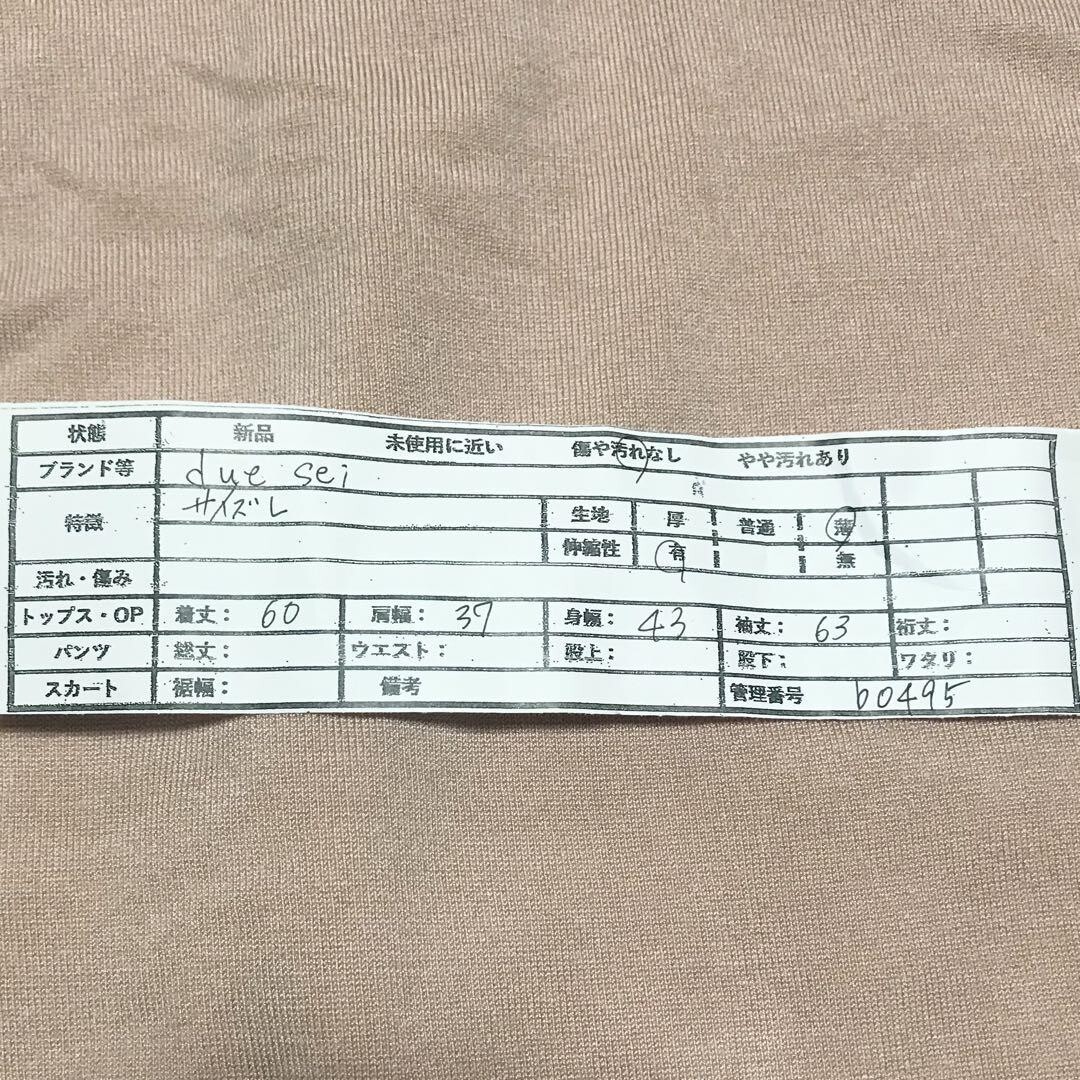 状態 新品 未使用に近い 傷や汚れなし やや汚れあり
ブランド等 due sei
特徴 サイズL 生地 厚 普通 薄
伸縮性 有 無
汚れ・傷み
トップス・OP 着丈: 60 肩幅: 37 身幅: 43 袖丈: 63 裄丈:
パンツ 総丈: ウエスト: 股上: 股下: ワタリ:
スカート 裾幅: 備考 管理番号 b0495